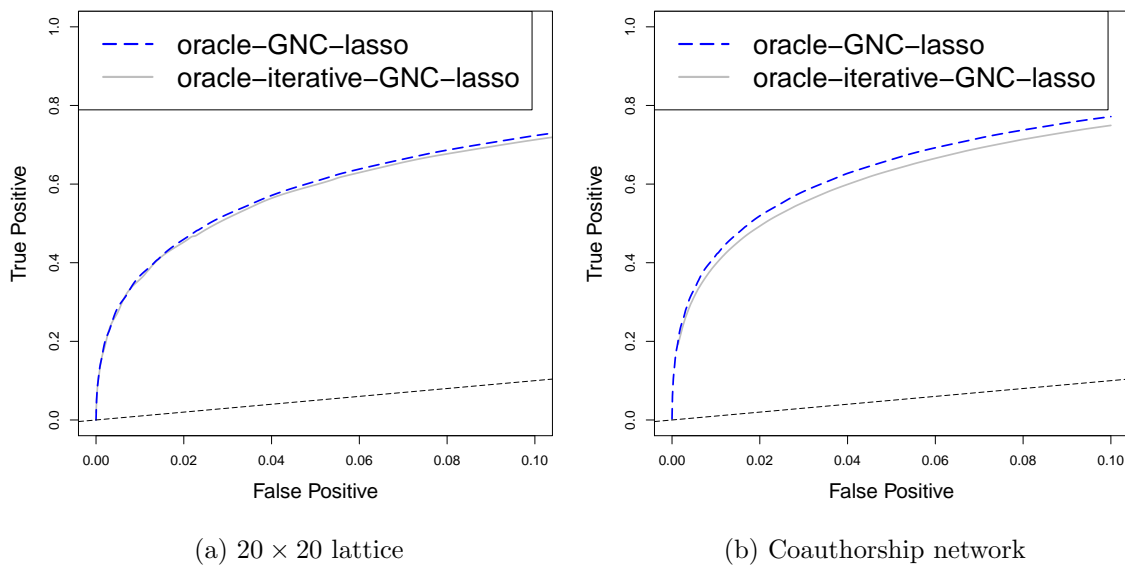 oracle−GNC−lasso
oracle−iterative−GNC−lasso
True Positive
1.0
0.8
0.6
0.4
0.2
0.0
0.00 0.02 0.04 0.06 0.08 0.10
False Positive
(a) 20 × 20 lattice
oracle−GNC−lasso
oracle−iterative−GNC−lasso
True Positive
1.0
0.8
0.6
0.4
0.2
0.0
0.00 0.02 0.04 0.06 0.08 0.10
False Positive
(b) Coauthorship network